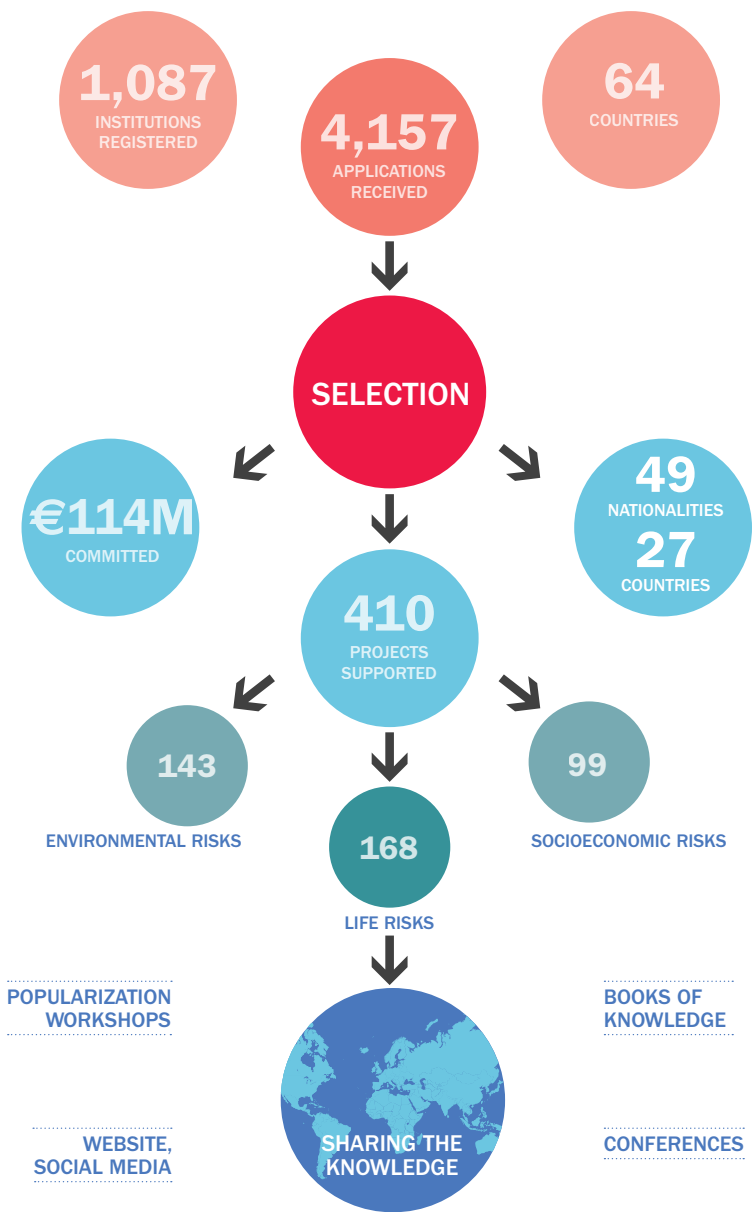 1,087
INSTITUTIONS
REGISTERED
4,157
APPLICATIONS
RECEIVED
64
COUNTRIES
SELECTION
€114M
COMMITTED
49
NATIONALITIES
27
COUNTRIES
410
PROJECTS
SUPPORTED
143
ENVIRONMENTAL RISKS
168
LIFE RISKS
99
SOCIOECONOMIC RISKS
POPULARIZATION
WORKSHOPS
BOOKS OF
KNOWLEDGE
WEBSITE,
SOCIAL MEDIA
SHARING THE
KNOWLEDGE
CONFERENCES